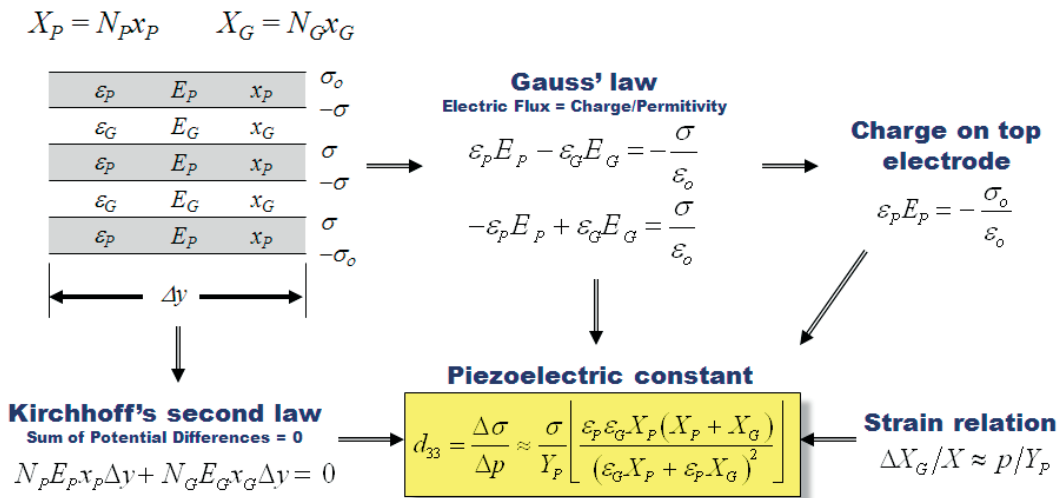 X_P = N_P x_P    X_G = N_G x_G
σ_o
ε_P    E_P    x_P
−σ
ε_G    E_G    x_G
σ
ε_P    E_P    x_P
−σ
ε_G    E_G    x_G
σ
ε_P    E_P    x_P
−σ_o
Δy
Gauss' law
Electric Flux = Charge/Permitivity
ε_P E_P − ε_G E_G = − σ/ε_o
−ε_P E_P + ε_G E_G = σ/ε_o
Charge on top
electrode
ε_P E_P = − σ_o/ε_o
Kirchhoff's second law
Sum of Potential Differences = 0
N_P E_P x_P Δy + N_G E_G x_G Δy = 0
Piezoelectric constant
d_33 = Δσ/Δp ≈ σ/Y_P ⌊ε_P ε_G X_P (X_P + X_G)/(ε_G X_P + ε_P X_G)^2⌋
Strain relation
ΔX_G/X ≈ p/Y_P